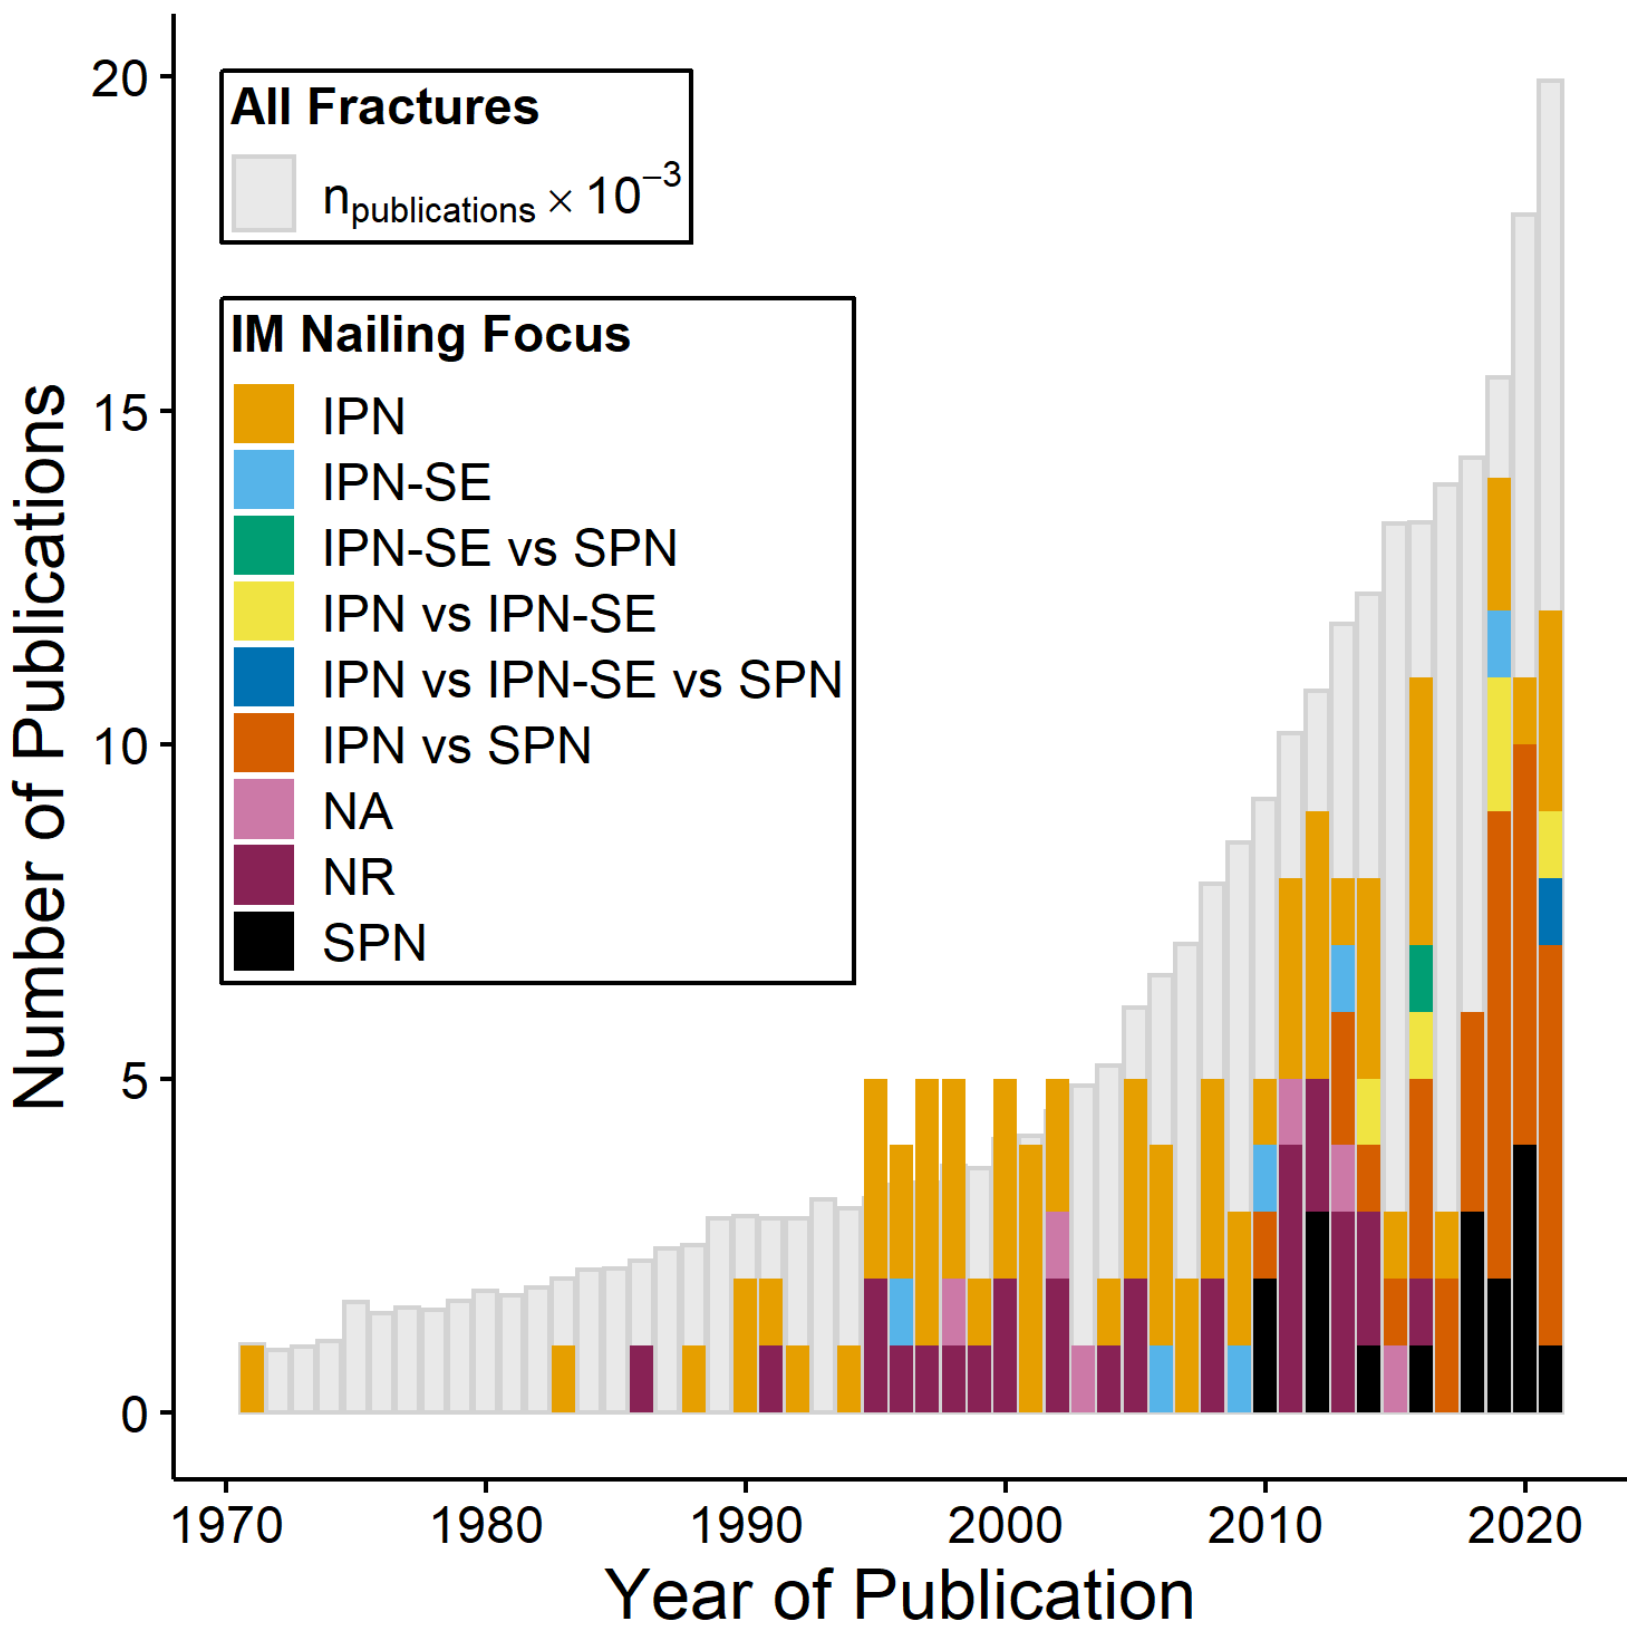 All Fractures
n_publications × 10^−3
IM Nailing Focus
IPN
IPN-SE
IPN-SE vs SPN
IPN vs IPN-SE
IPN vs IPN-SE vs SPN
IPN vs SPN
NA
NR
SPN
Number of Publications
20
15
10
5
0
1970 1980 1990 2000 2010 2020
Year of Publication